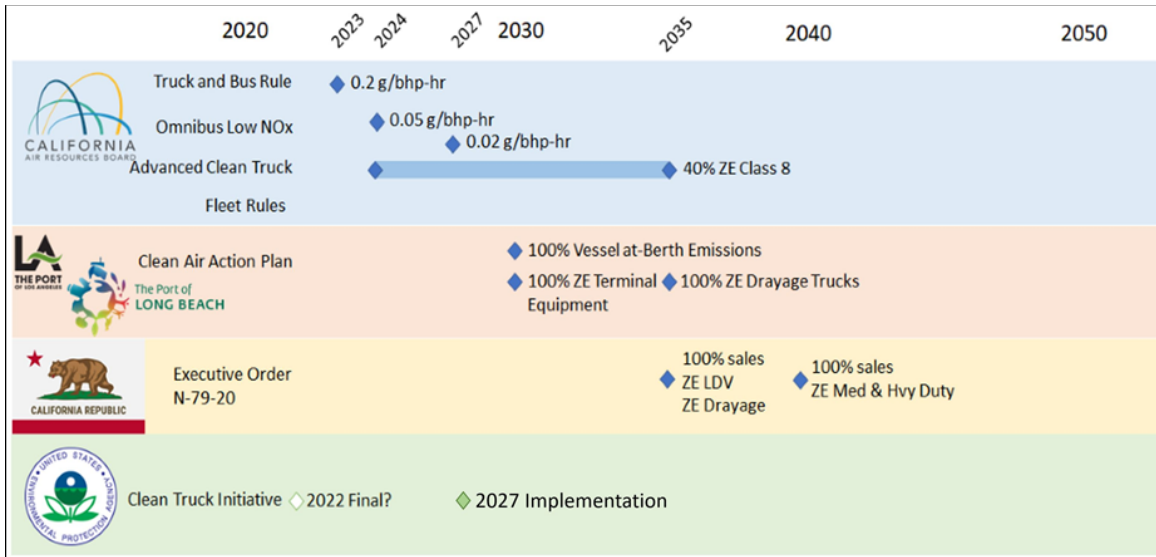 2020 2023 2024 2027 2030 2035 2040 2050
CALIFORNIA
AIR RESOURCES BOARD
Truck and Bus Rule 0.2 g/bhp-hr
Omnibus Low NOx 0.05 g/bhp-hr
0.02 g/bhp-hr
Advanced Clean Truck 40% ZE Class 8
Fleet Rules
LA
THE PORT
OF LOS ANGELES
The Port of
LONG BEACH
Clean Air Action Plan
100% Vessel at-Berth Emissions
100% ZE Terminal
Equipment
100% ZE Drayage Trucks
CALIFORNIA REPUBLIC
Executive Order
N-79-20
100% sales
ZE LDV
ZE Drayage
100% sales
ZE Med & Hvy Duty
UNITED STATES
ENVIRONMENTAL PROTECTION AGENCY
Clean Truck Initiative 2022 Final? 2027 Implementation